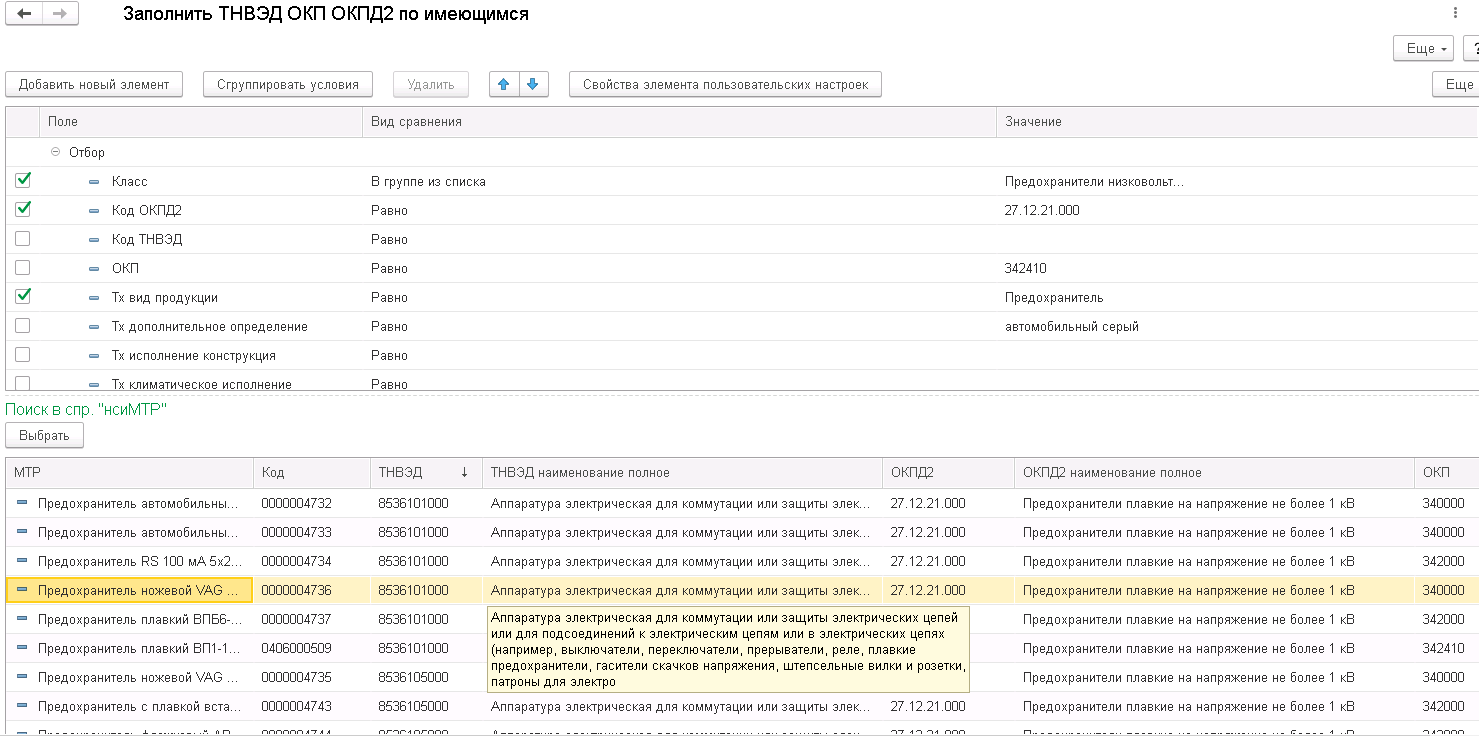 Заполнить ТНВЭД ОКП ОКПД2 по имеющимся
Еще
?
Добавить новый элемент Сгруппировать условия Удалить Свойства элемента пользовательских настроек Еще
Поле Вид сравнения Значение
Отбор
Класс В группе из списка Предохранители низковольт...
Код ОКПД2 Равно 27.12.21.000
Код ТНВЭД Равно
ОКП Равно 342410
Тх вид продукции Равно Предохранитель
Тх дополнительное определение Равно автомобильный серый
Тх исполнение конструкция Равно
Тх климатическое исполнение Равно
Поиск в спр. "нсиМТР"
Выбрать
МТР Код ТНВЭД ↓ ТНВЭД наименование полное ОКПД2 ОКПД2 наименование полное ОКП
Предохранитель автомобильны... 0000004732 8536101000 Аппаратура электрическая для коммутации или защиты элек... 27.12.21.000 Предохранители плавкие на напряжение не более 1 кВ 340000
Предохранитель автомобильны... 0000004733 8536101000 Аппаратура электрическая для коммутации или защиты элек... 27.12.21.000 Предохранители плавкие на напряжение не более 1 кВ 340000
Предохранитель RS 100 мА 5х2... 0000004734 8536101000 Аппаратура электрическая для коммутации или защиты элек... 27.12.21.000 Предохранители плавкие на напряжение не более 1 кВ 342000
Предохранитель ножевой VAG ... 0000004736 8536101000 Аппаратура электрическая для коммутации или защиты элек... 27.12.21.000 Предохранители плавкие на напряжение не более 1 кВ 340000
Предохранитель плавкий ВПБ6-... 0000004737 8536101000 Предохранители плавкие на напряжение не более 1 кВ 342000
Предохранитель плавкий ВП1-1... 0406000509 8536101000 Предохранители плавкие на напряжение не более 1 кВ 342410
Предохранитель ножевой VAG ... 0000004735 8536105000 Предохранители плавкие на напряжение не более 1 кВ 340000
Аппаратура электрическая для коммутации или защиты электрических цепей
или для подсоединений к электрическим цепям или в электрических цепях
(например, выключатели, переключатели, прерыватели, реле, плавкие
предохранители, гасители скачков напряжения, штепсельные вилки и розетки,
патроны для электро
Предохранитель с плавкой вста... 0000004743 8536105000 Аппаратура электрическая для коммутации или защиты элек... 27.12.21.000 Предохранители плавкие на напряжение не более 1 кВ 342000